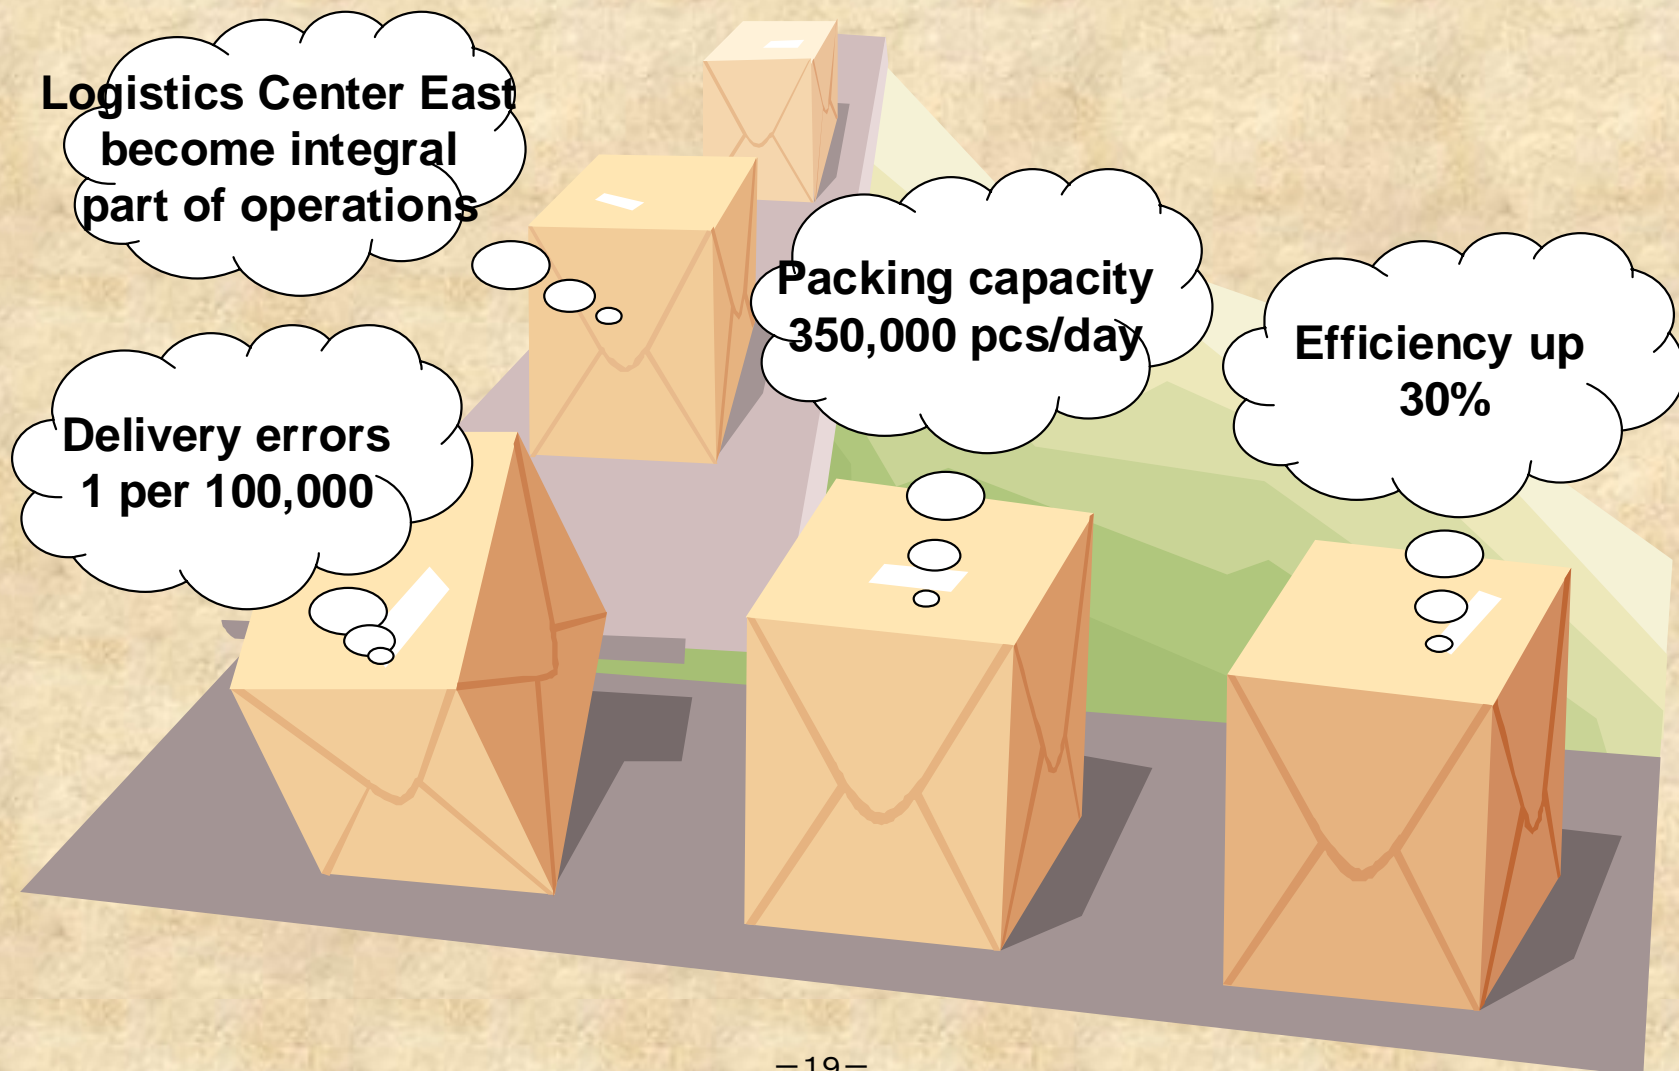 Logistics Center East
become integral
part of operations
Packing capacity
350,000 pcs/day
Efficiency up
30%
Delivery errors
1 per 100,000
－19－